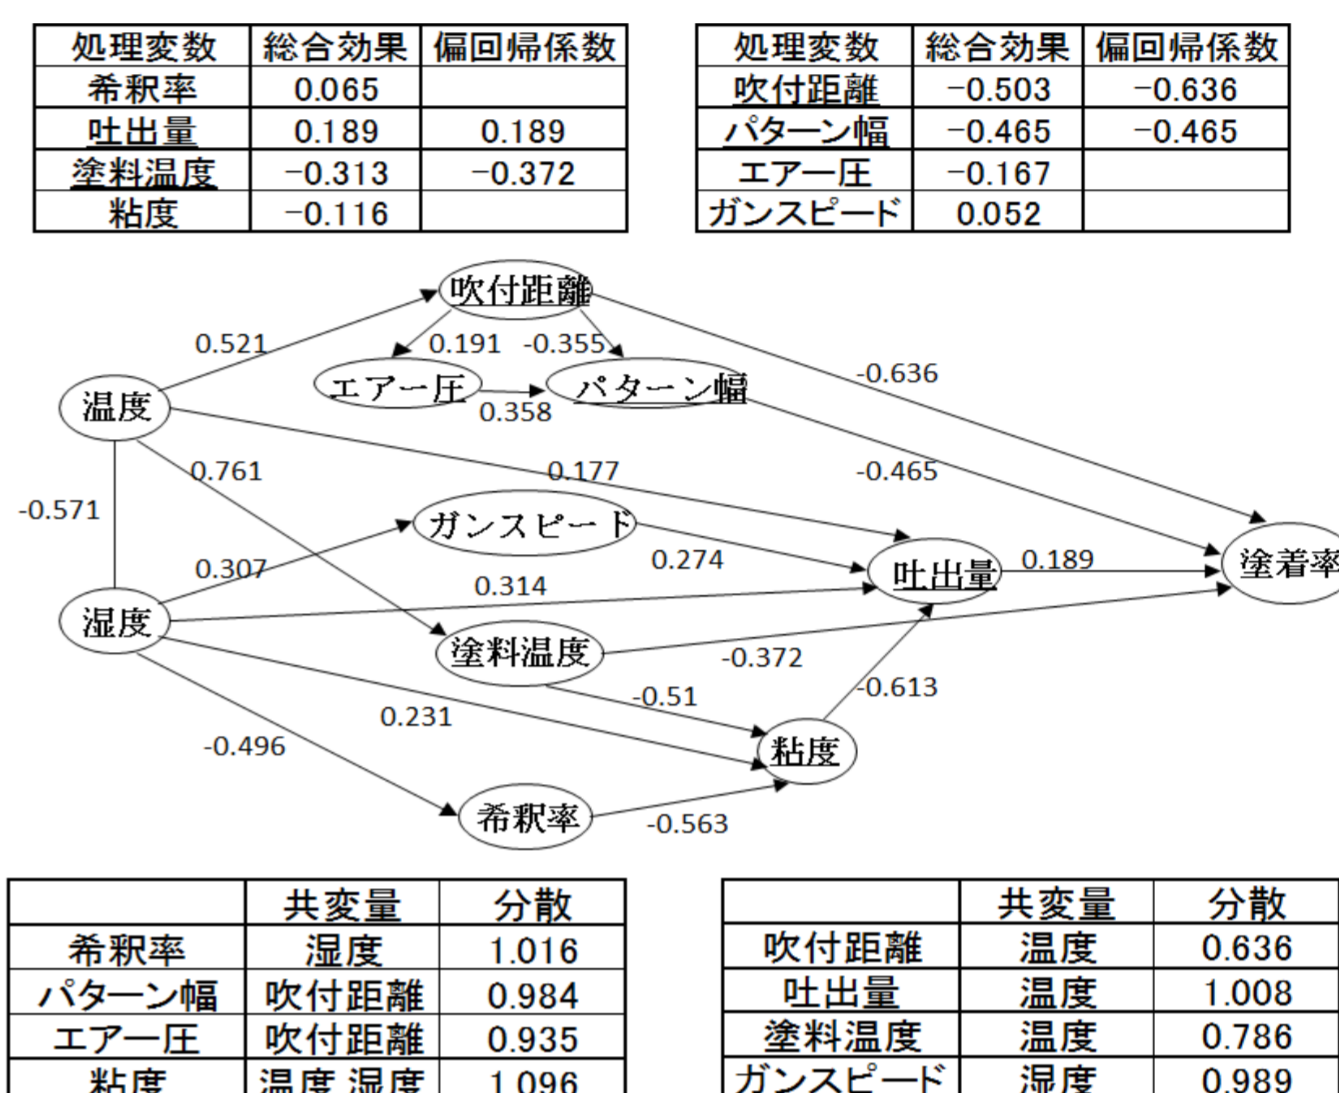 処理変数 総合効果 偏回帰係数
希釈率 0.065
吐出量 0.189 0.189
塗料温度 -0.313 -0.372
粘度 -0.116
処理変数 総合効果 偏回帰係数
吹付距離 -0.503 -0.636
パターン幅 -0.465 -0.465
エアー圧 -0.167
ガンスピード 0.052
吹付距離
0.521
0.191 -0.355
-0.636
エアー圧
パターン幅
0.358
温度
0.761
0.177
-0.465
-0.571
ガンスピード
0.307
0.274
0.314
吐出量
0.189
塗着率
湿度
塗料温度
-0.372
-0.51
-0.613
0.231
-0.496
粘度
希釈率
-0.563
共変量 分散
希釈率 湿度 1.016
パターン幅 吹付距離 0.984
エアー圧 吹付距離 0.935
粘度 温度 湿度 1.096
共変量 分散
吹付距離 温度 0.636
吐出量 温度 1.008
塗料温度 温度 0.786
ガンスピード 湿度 0.989